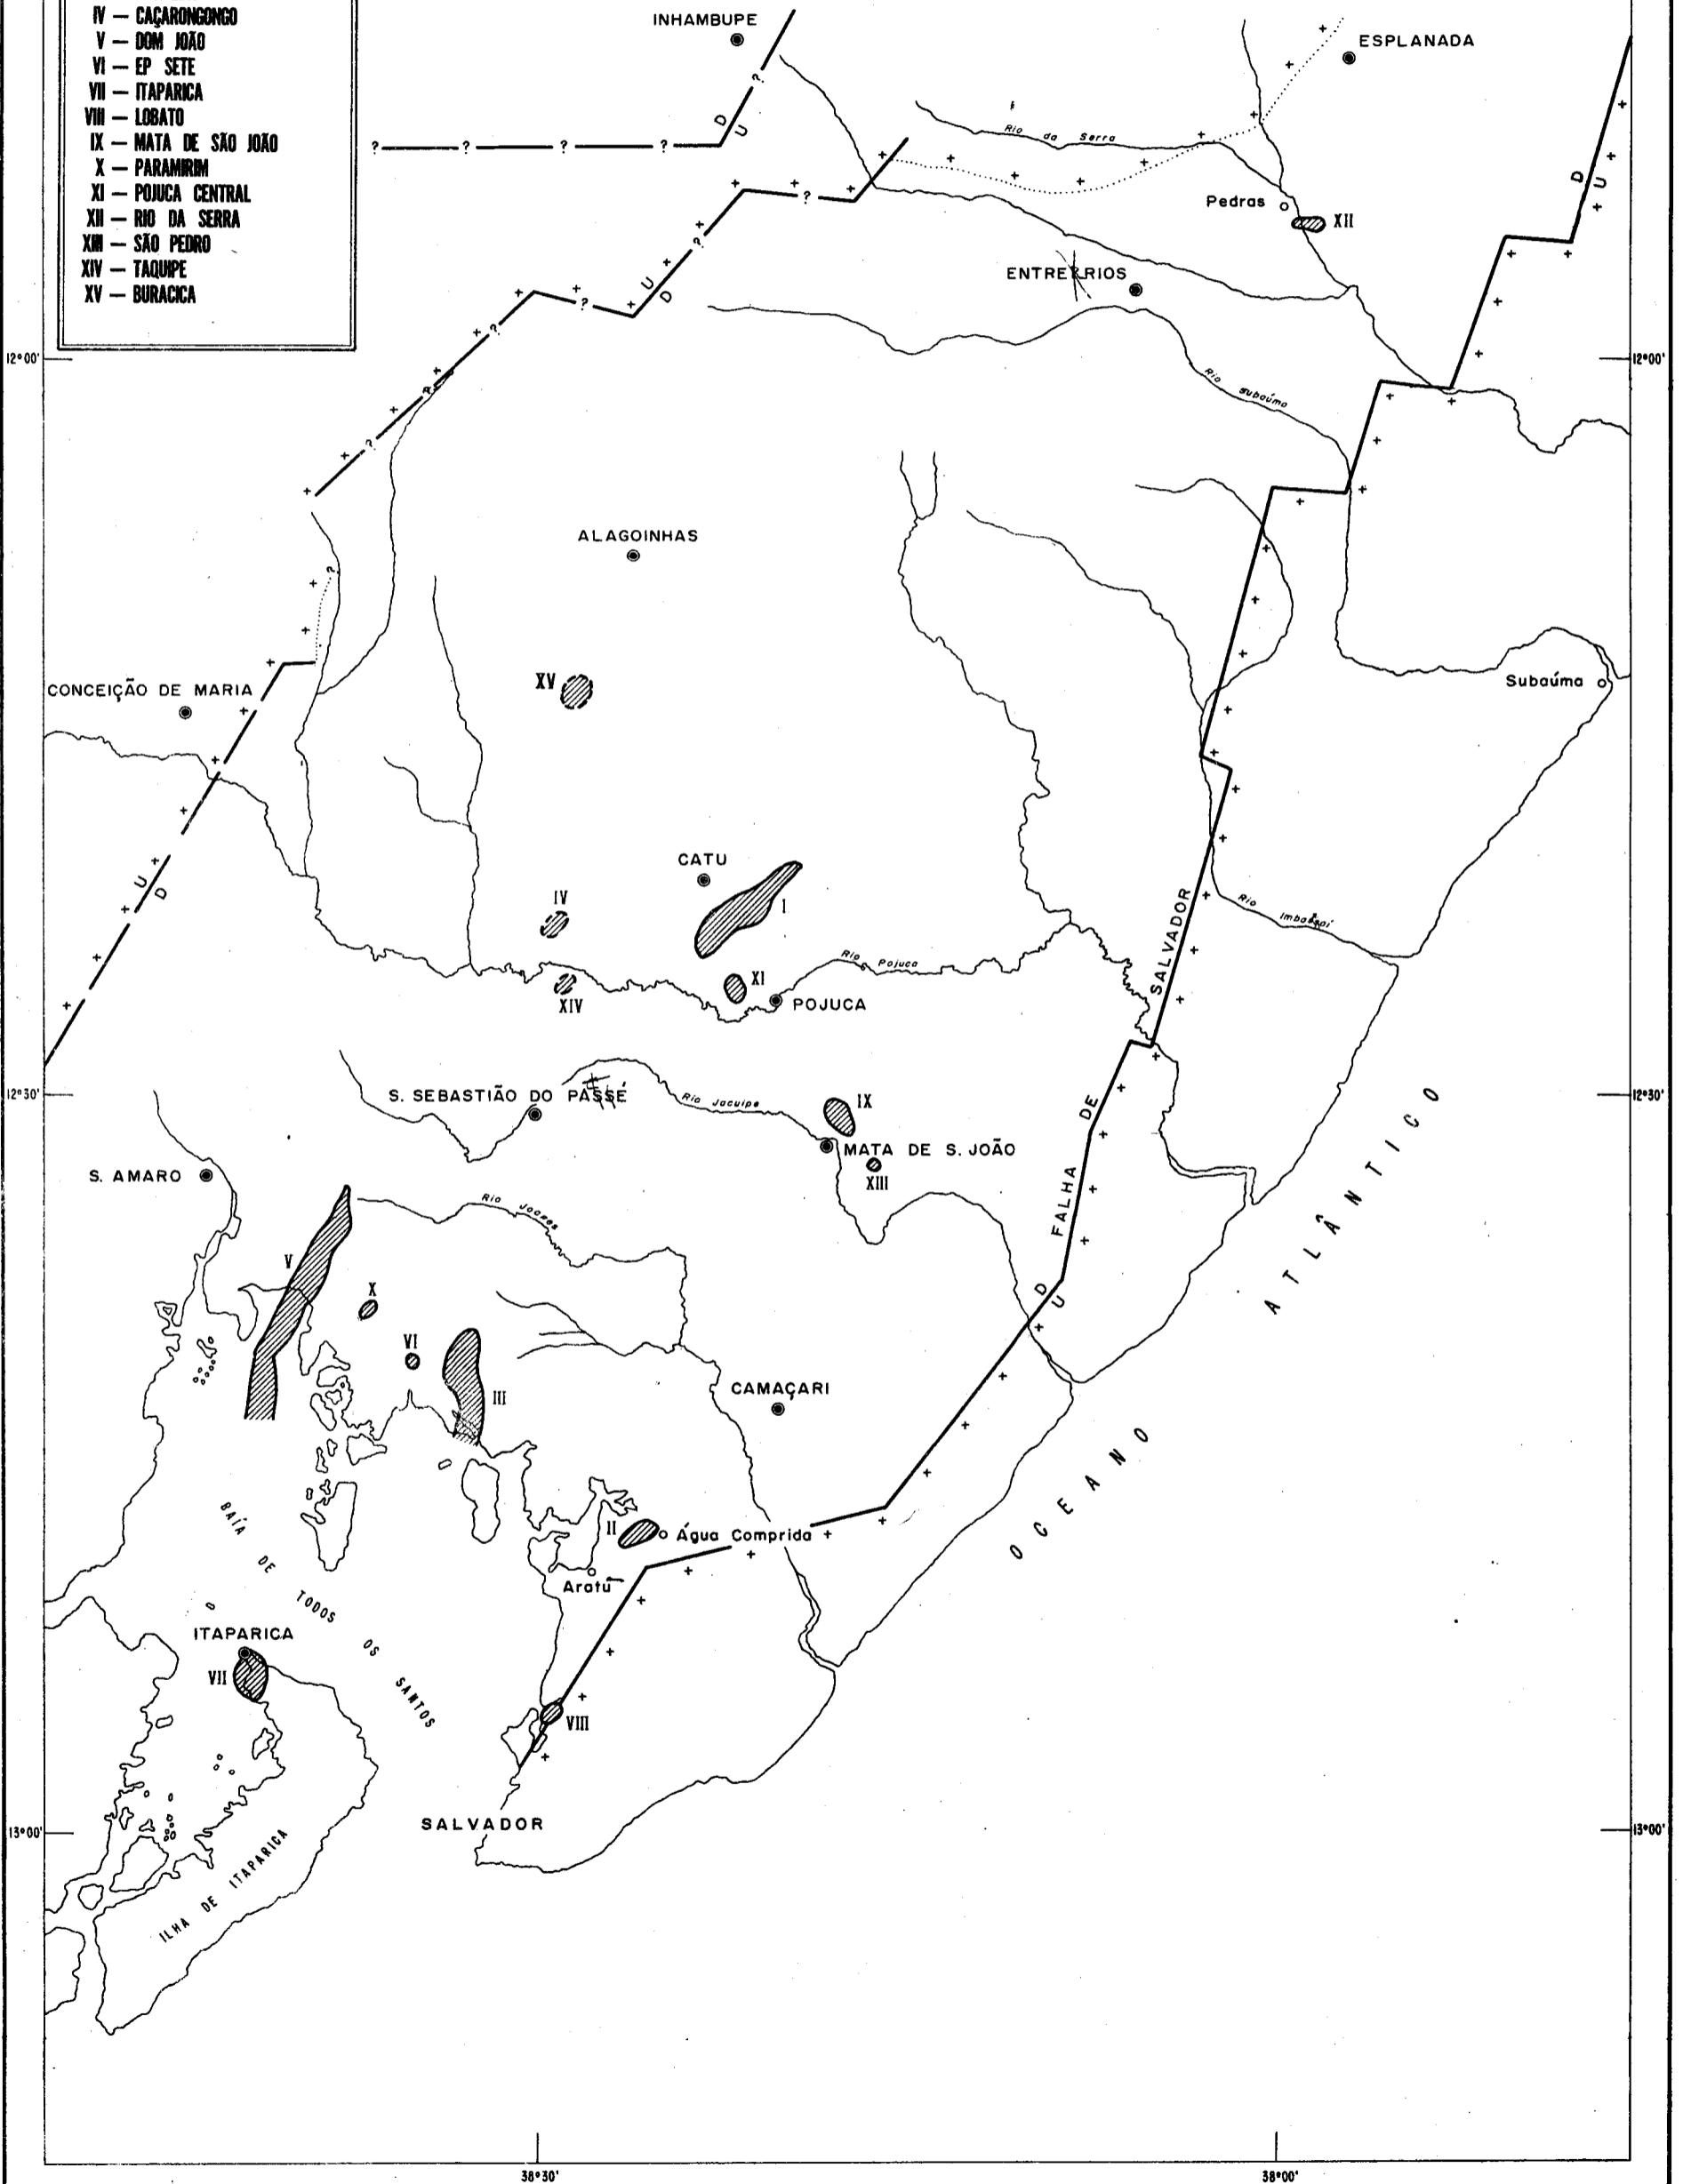 IV — CAÇARONGONGO
V — DOM JOÃO
VI — EP SETE
VII — ITAPARICA
VIII — LOBATO
IX — MATA DE SÃO JOÃO
X — PARAMIRIM
XI — POJUCA CENTRAL
XII — RIO DA SERRA
XIII — SÃO PEDRO
XIV — TAQUIPE
XV — BURACICA
INHAMBUPE
ESPLANADA
? ? ? ?
?
D
U
Rio da Serra
D
U
?
Pedras
XII
?
ENTRE RIOS
U
D
?
?
12°00'
12°00'
?
?
Rio Subaúma
ALAGOINHAS
?
CONCEIÇÃO DE MARIA
XV
Subaúma
CATU
U
D
IV
I
Rio Imbassaí
Rio Pojuca
XI
XIV
POJUCA
FALHA DE SALVADOR
12°30'
12°30'
S. SEBASTIÃO DO PASSÉ
Rio Jacuipe
IX
MATA DE S. JOÃO
XIII
S. AMARO
Rio Joanes
V
X
D
U
VI
III
CAMAÇARI
OCEANO ATLÂNTICO
BAÍA DE TODOS OS SANTOS
II
Água Comprida
Aratú
ITAPARICA
VII
VIII
SALVADOR
13°00'
13°00'
ILHA DE ITAPARICA
38°30'
38°00'